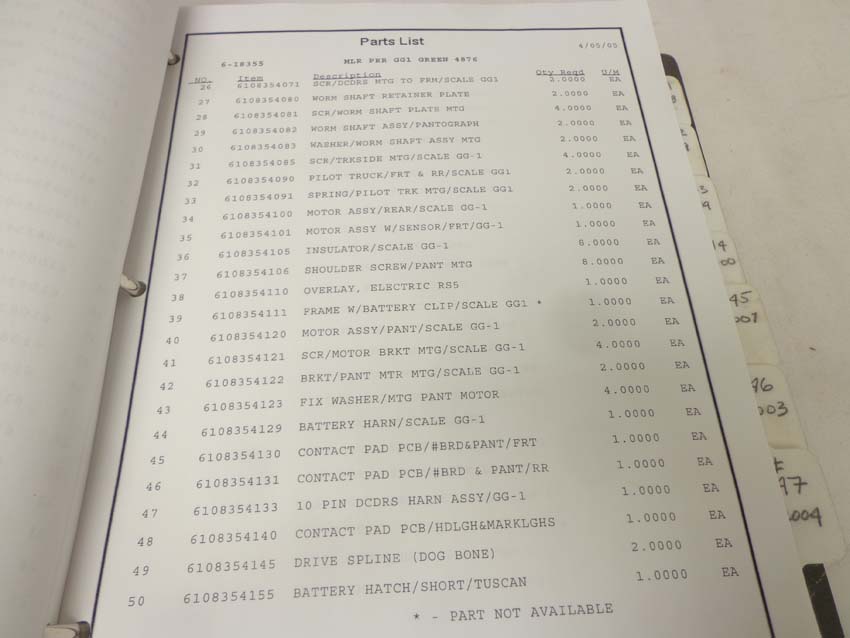 Parts List
4/05/05
6-18355 MLR PRR GG1 GREEN 4876
NO. Item Description Qty Reqd U/M
26 6108354071 SCR/DCDRS MTG TO FRM/SCALE GG1 2.0000 EA
27 6108354080 WORM SHAFT RETAINER PLATE 2.0000 EA
28 6108354081 SCR/WORM SHAFT PLATE MTG 4.0000 EA
29 6108354082 WORM SHAFT ASSY/PANTOGRAPH 2.0000 EA
30 6108354083 WASHER/WORM SHAFT ASSY MTG 2.0000 EA
31 6108354085 SCR/TRKSIDE MTG/SCALE GG-1 4.0000 EA
32 6108354090 PILOT TRUCK/FRT & RR/SCALE GG1 2.0000 EA
33 6108354091 SPRING/PILOT TRK MTG/SCALE GG1 2.0000 EA
34 6108354100 MOTOR ASSY/REAR/SCALE GG-1 1.0000 EA
35 6108354101 MOTOR ASSY W/SENSOR/FRT/GG-1 1.0000 EA
36 6108354105 INSULATOR/SCALE GG-1 8.0000 EA
37 6108354106 SHOULDER SCREW/PANT MTG 8.0000 EA
38 6108354110 OVERLAY, ELECTRIC RS5 1.0000 EA
39 6108354111 FRAME W/BATTERY CLIP/SCALE GG1 * 1.0000 EA
40 6108354120 MOTOR ASSY/PANT/SCALE GG-1 2.0000 EA
41 6108354121 SCR/MOTOR BRKT MTG/SCALE GG-1 4.0000 EA
42 6108354122 BRKT/PANT MTR MTG/SCALE GG-1 2.0000 EA
43 6108354123 FIX WASHER/MTG PANT MOTOR 4.0000 EA
44 6108354129 BATTERY HARN/SCALE GG-1 1.0000 EA
45 6108354130 CONTACT PAD PCB/#BRD&PANT/FRT 1.0000 EA
46 6108354131 CONTACT PAD PCB/#BRD & PANT/RR 1.0000 EA
47 6108354133 10 PIN DCDRS HARN ASSY/GG-1 1.0000 EA
48 6108354140 CONTACT PAD PCB/HDLGH&MARKLGHS 1.0000 EA
49 6108354145 DRIVE SPLINE (DOG BONE) 2.0000 EA
50 6108354155 BATTERY HATCH/SHORT/TUSCAN 1.0000 EA
* - PART NOT AVAILABLE
14
00
45
001
96
003
97
004